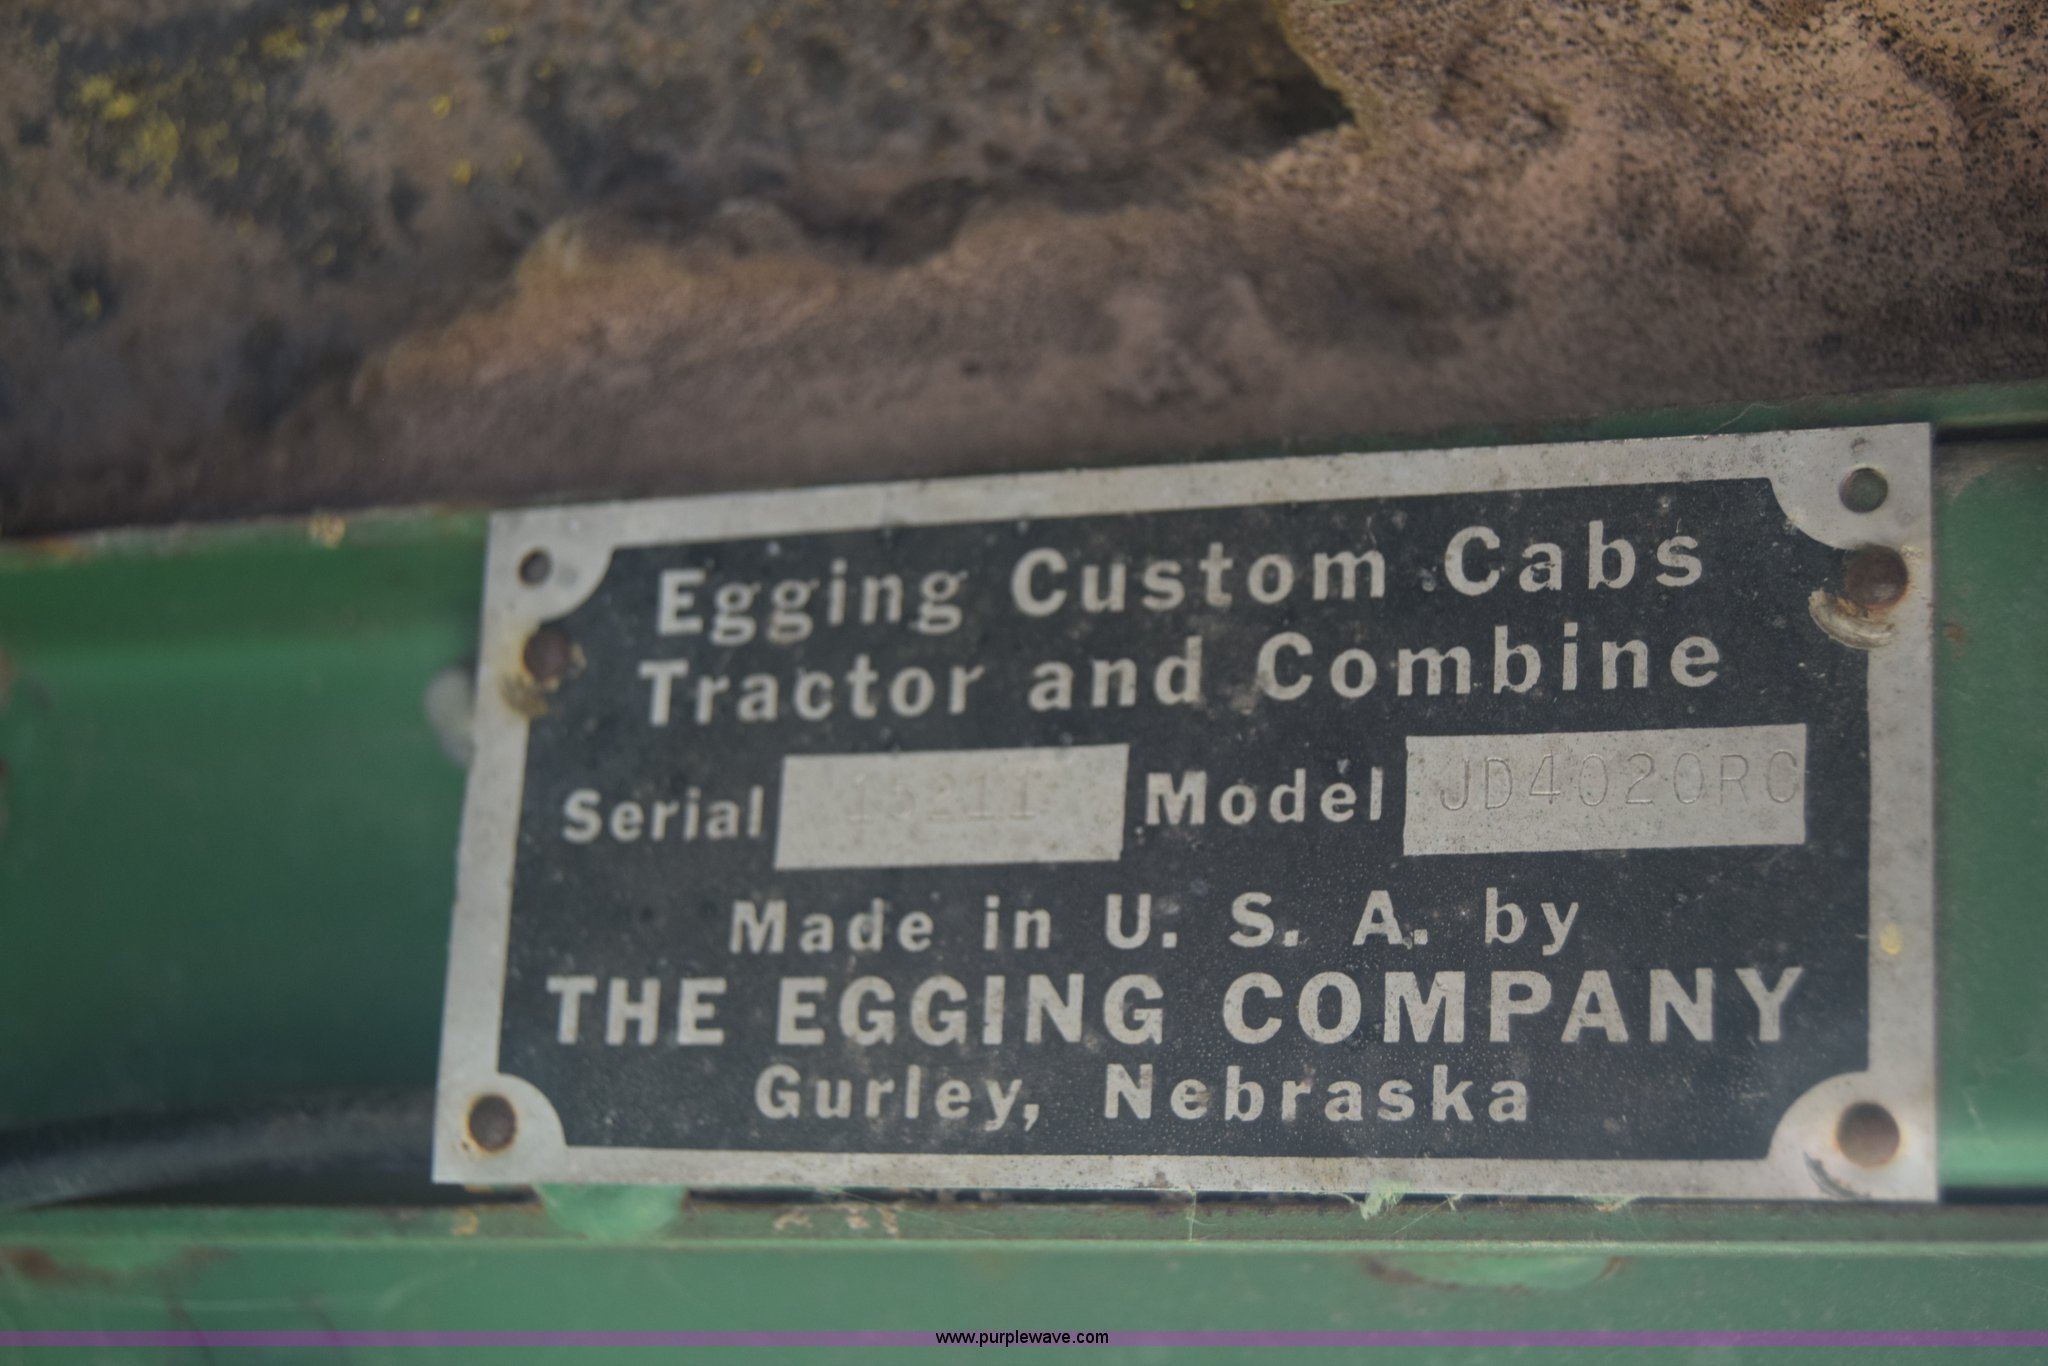 Egging Custom Cabs
Tractor and Combine
Serial 15211 Model JD4020RC
Made in U. S. A. by
THE EGGING COMPANY
Gurley, Nebraska
www.purplewave.com